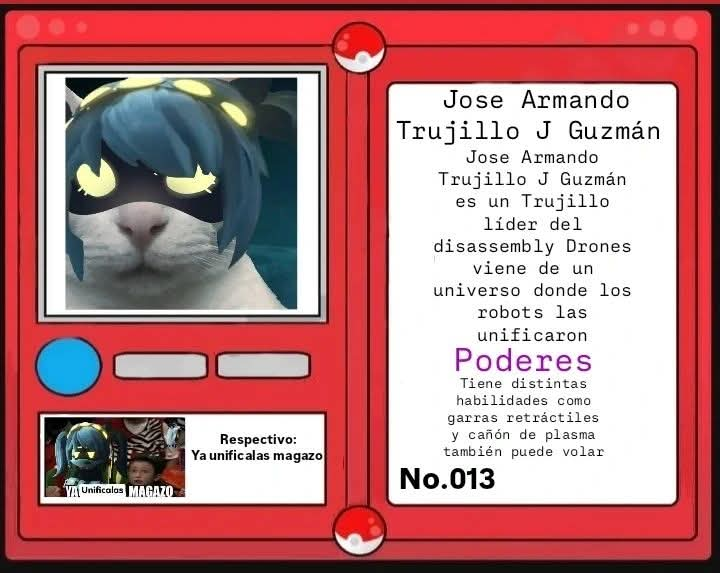 Jose Armando
Trujillo J Guzmán
Jose Armando
Trujillo J Guzmán
es un Trujillo
líder del
disassembly Drones
viene de un
universo donde los
robots las
unificaron
Poderes
Tiene distintas
habilidades como
garras retráctiles
y cañón de plasma
también puede volar
No.013
Respectivo:
Ya unificalas magazo
YA Unificalas MAGAZO